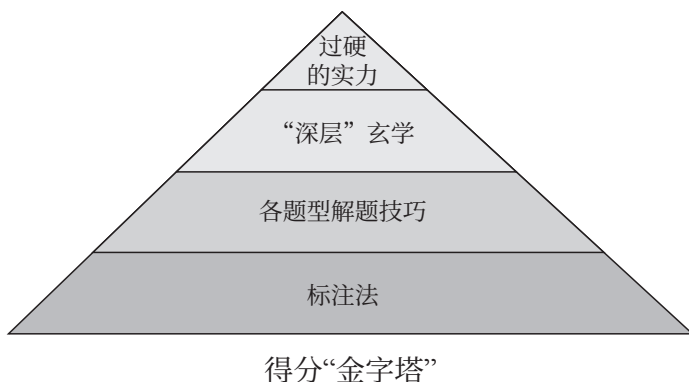 过硬
的实力
“深层”玄学
各题型解题技巧
标注法
得分“金字塔”